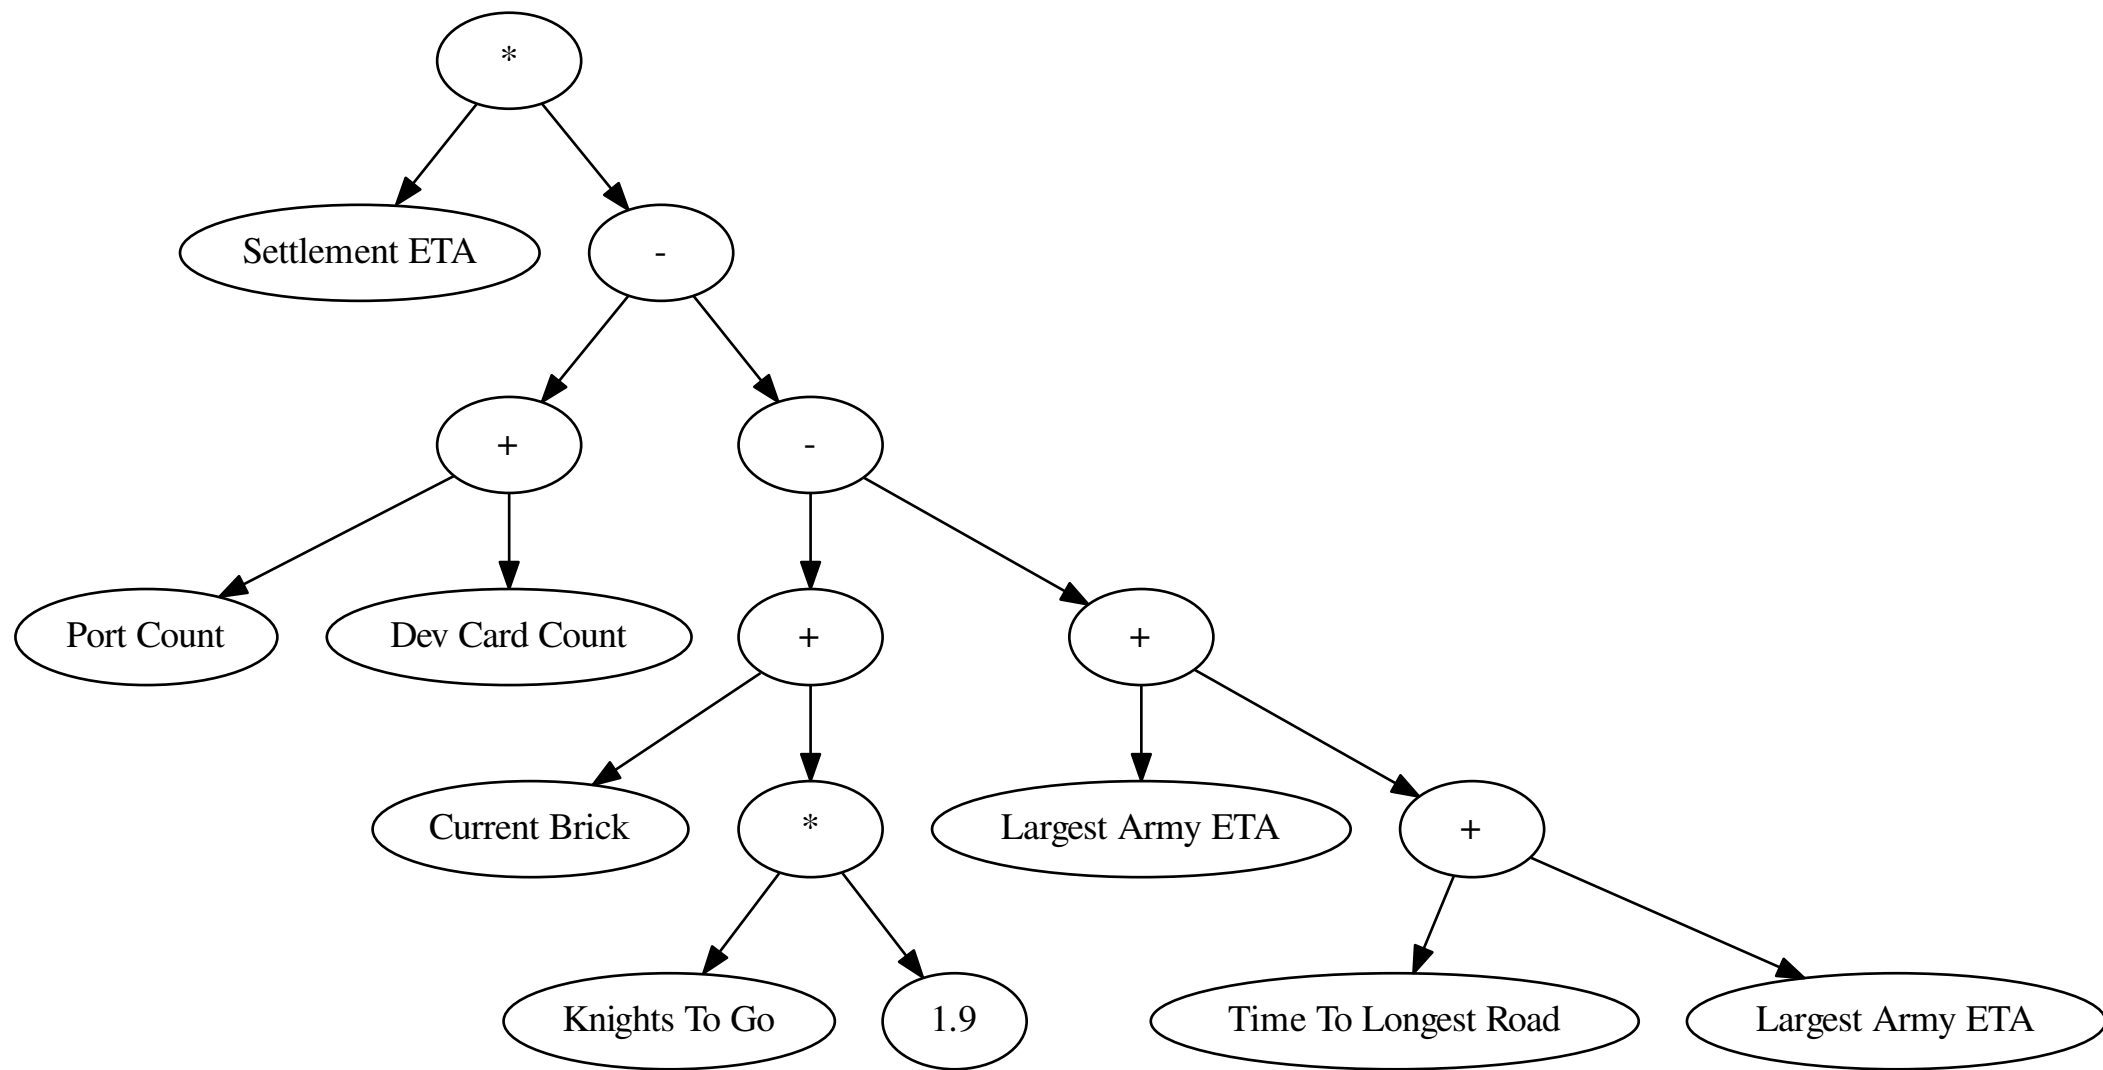 *
Settlement ETA
-
+
-
Port Count
Dev Card Count
+
+
Current Brick
*
Largest Army ETA
+
Knights To Go
1.9
Time To Longest Road
Largest Army ETA